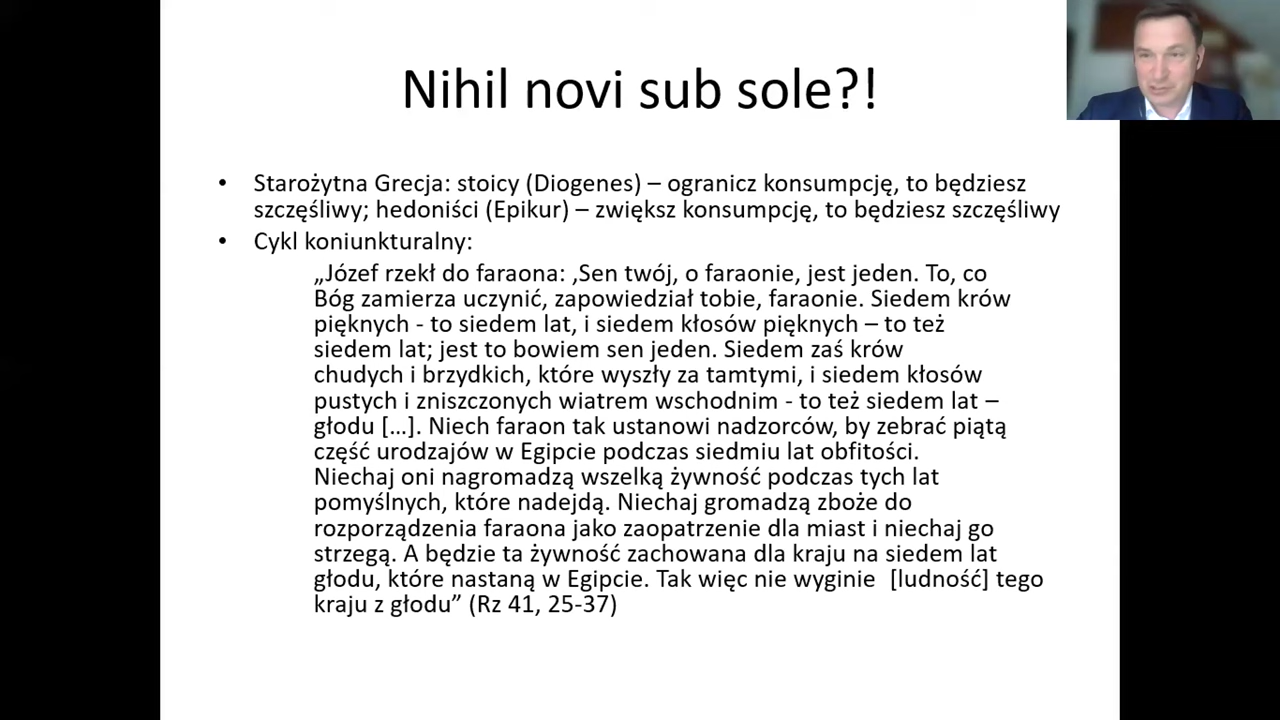 Nihil novi sub sole?!
• Starożytna Grecja: stoicy (Diogenes) – ogranicz konsumpcję, to będziesz
szczęśliwy; hedoniści (Epikur) – zwiększ konsumpcję, to będziesz szczęśliwy
• Cykl koniunkturalny:
„Józef rzekł do faraona: ‚Sen twój, o faraonie, jest jeden. To, co
Bóg zamierza uczynić, zapowiedział tobie, faraonie. Siedem krów
pięknych - to siedem lat, i siedem kłosów pięknych – to też
siedem lat; jest to bowiem sen jeden. Siedem zaś krów
chudych i brzydkich, które wyszły za tamtymi, i siedem kłosów
pustych i zniszczonych wiatrem wschodnim - to też siedem lat –
głodu [...]. Niech faraon tak ustanowi nadzorców, by zebrać piątą
część urodzajów w Egipcie podczas siedmiu lat obfitości.
Niechaj oni nagromadzą wszelką żywność podczas tych lat
pomyślnych, które nadejdą. Niechaj gromadzą zboże do
rozporządzenia faraona jako zaopatrzenie dla miast i niechaj go
strzegą. A będzie ta żywność zachowana dla kraju na siedem lat
głodu, które nastaną w Egipcie. Tak więc nie wyginie [ludność] tego
kraju z głodu” (Rz 41, 25-37)